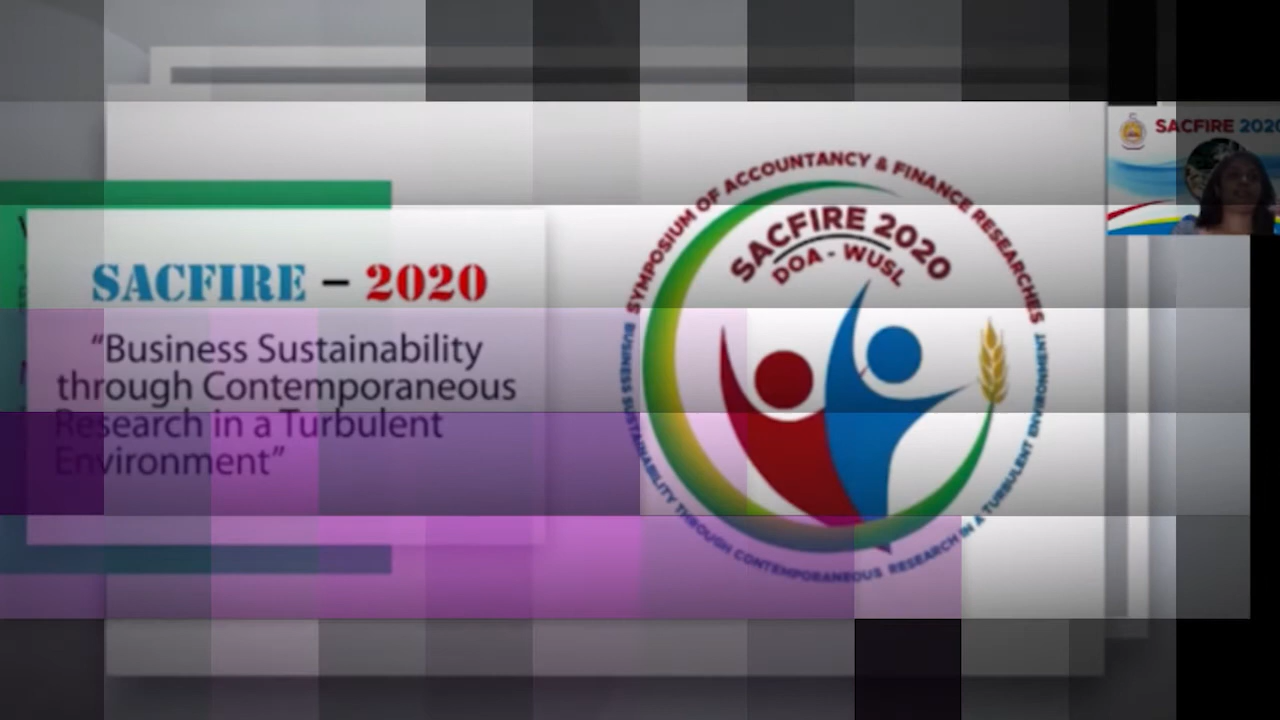 SACFIRE – 2020
“Business Sustainability
through Contemporaneous
Research in a Turbulent
Environment”
SYMPOSIUM OF ACCOUNTANCY & FINANCE RESEARCHES
SACFIRE 2020
DOA - WUSL
BUSINESS SUSTAINABILITY THROUGH CONTEMPORANEOUS RESEARCH IN A TURBULENT ENVIRONMENT
SACFIRE 2020